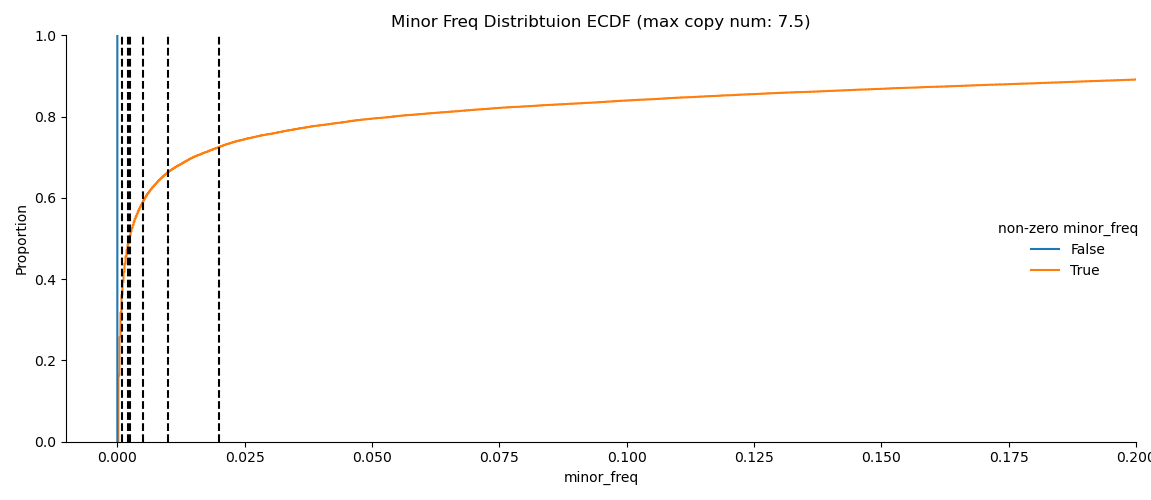 Minor Freq Distribtuion ECDF (max copy num: 7.5)
1.0
0.8
0.6
0.4
0.2
0.0
Proportion
non-zero minor_freq
False
True
0.000 0.025 0.050 0.075 0.100 0.125 0.150 0.175 0.200
minor_freq